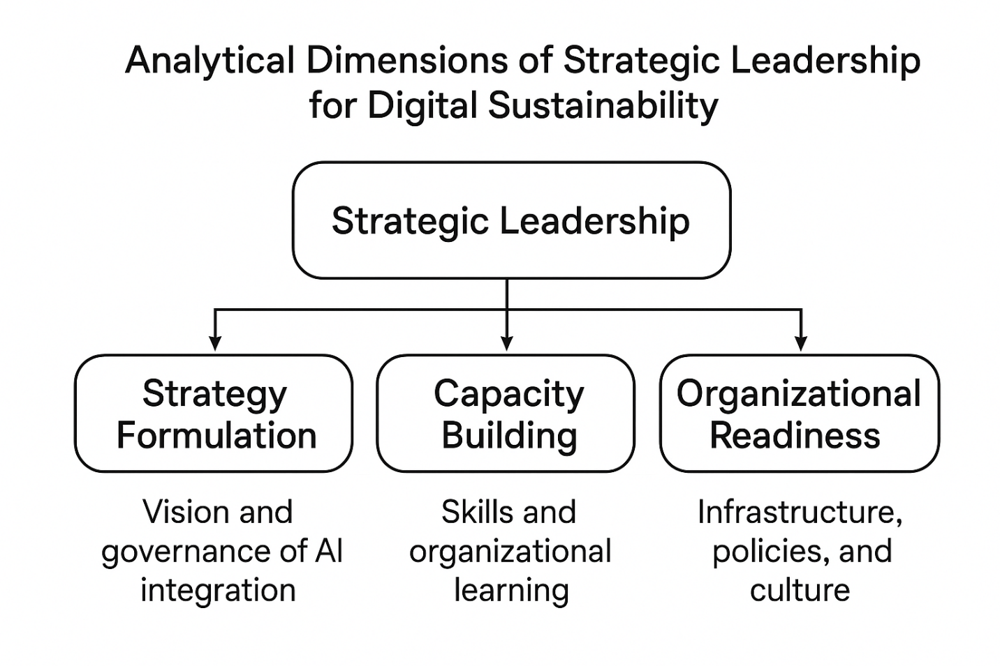 Analytical Dimensions of Strategic Leadership
for Digital Sustainability
Strategic Leadership
Strategy
Formulation
Capacity
Building
Organizational
Readiness
Vision and
governance of AI
integration
Skills and
organizational
learning
Infrastructure,
policies, and
culture